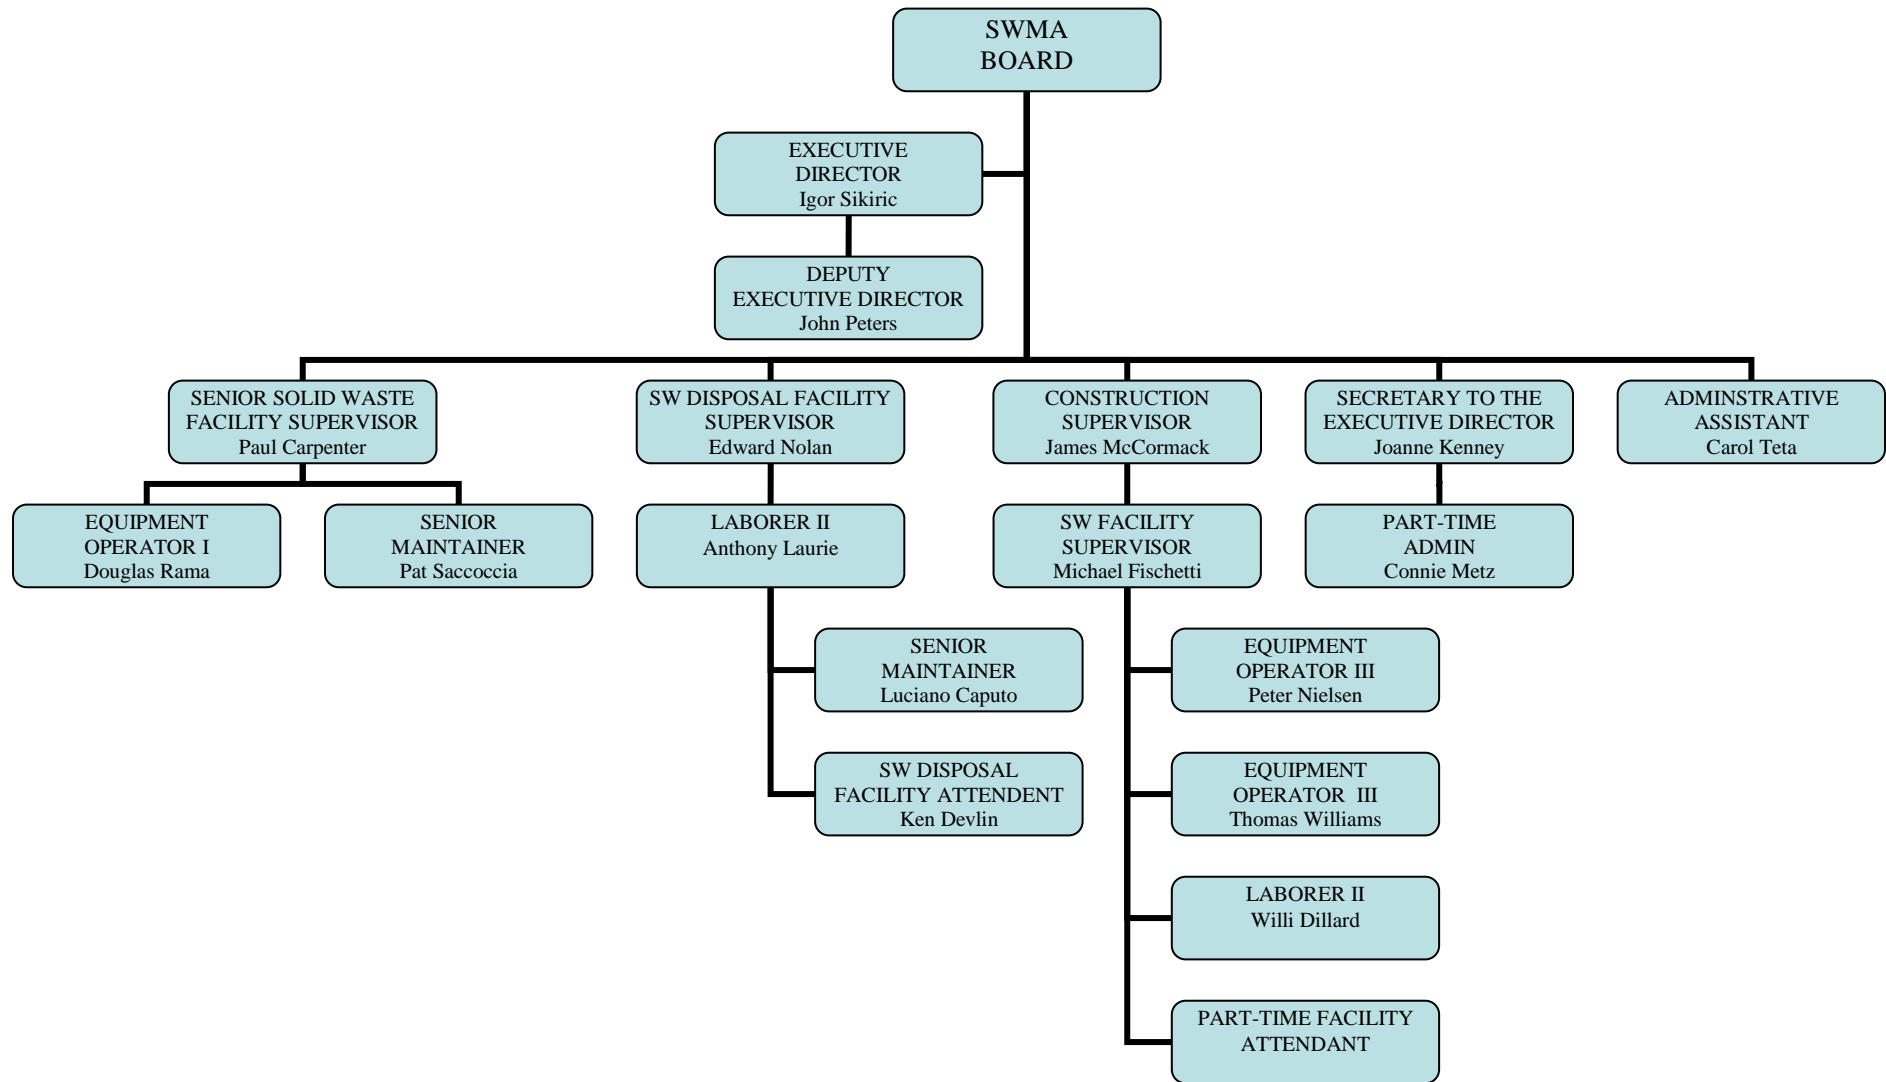 SWMA
BOARD
EXECUTIVE
DIRECTOR
Igor Sikiric
DEPUTY
EXECUTIVE DIRECTOR
John Peters
SENIOR SOLID WASTE
FACILITY SUPERVISOR
Paul Carpenter
SW DISPOSAL FACILITY
SUPERVISOR
Edward Nolan
CONSTRUCTION
SUPERVISOR
James McCormack
SECRETARY TO THE
EXECUTIVE DIRECTOR
Joanne Kenney
ADMINSTRATIVE
ASSISTANT
Carol Teta
EQUIPMENT
OPERATOR I
Douglas Rama
SENIOR
MAINTAINER
Pat Saccoccia
LABORER II
Anthony Laurie
SW FACILITY
SUPERVISOR
Michael Fischetti
PART-TIME
ADMIN
Connie Metz
SENIOR
MAINTAINER
Luciano Caputo
EQUIPMENT
OPERATOR III
Peter Nielsen
SW DISPOSAL
FACILITY ATTENDENT
Ken Devlin
EQUIPMENT
OPERATOR  III
Thomas Williams
LABORER II
Willi Dillard
PART-TIME FACILITY
ATTENDANT